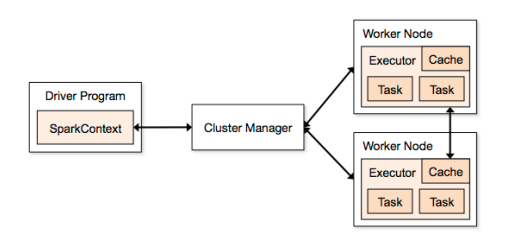 Driver Program
SparkContext
Cluster Manager
Worker Node
Executor
Cache
Task
Task
Worker Node
Executor
Cache
Task
Task